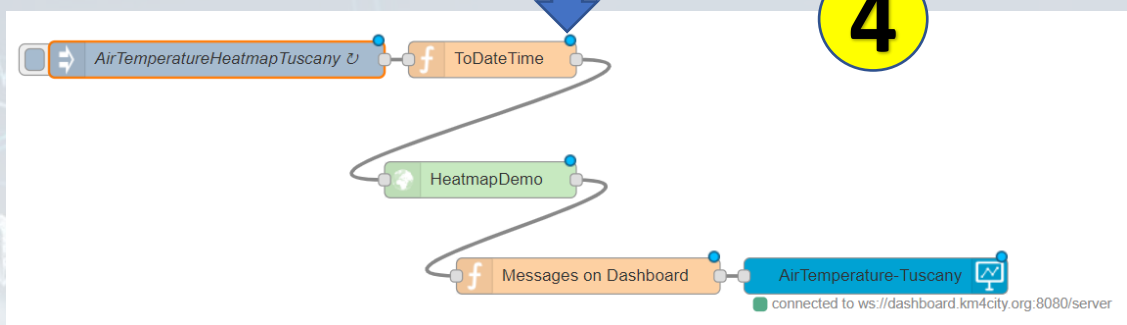 4
AirTemperatureHeatmapTuscany ↻
ToDateTime
HeatmapDemo
Messages on Dashboard
AirTemperature-Tuscany
connected to ws://dashboard.km4city.org:8080/server